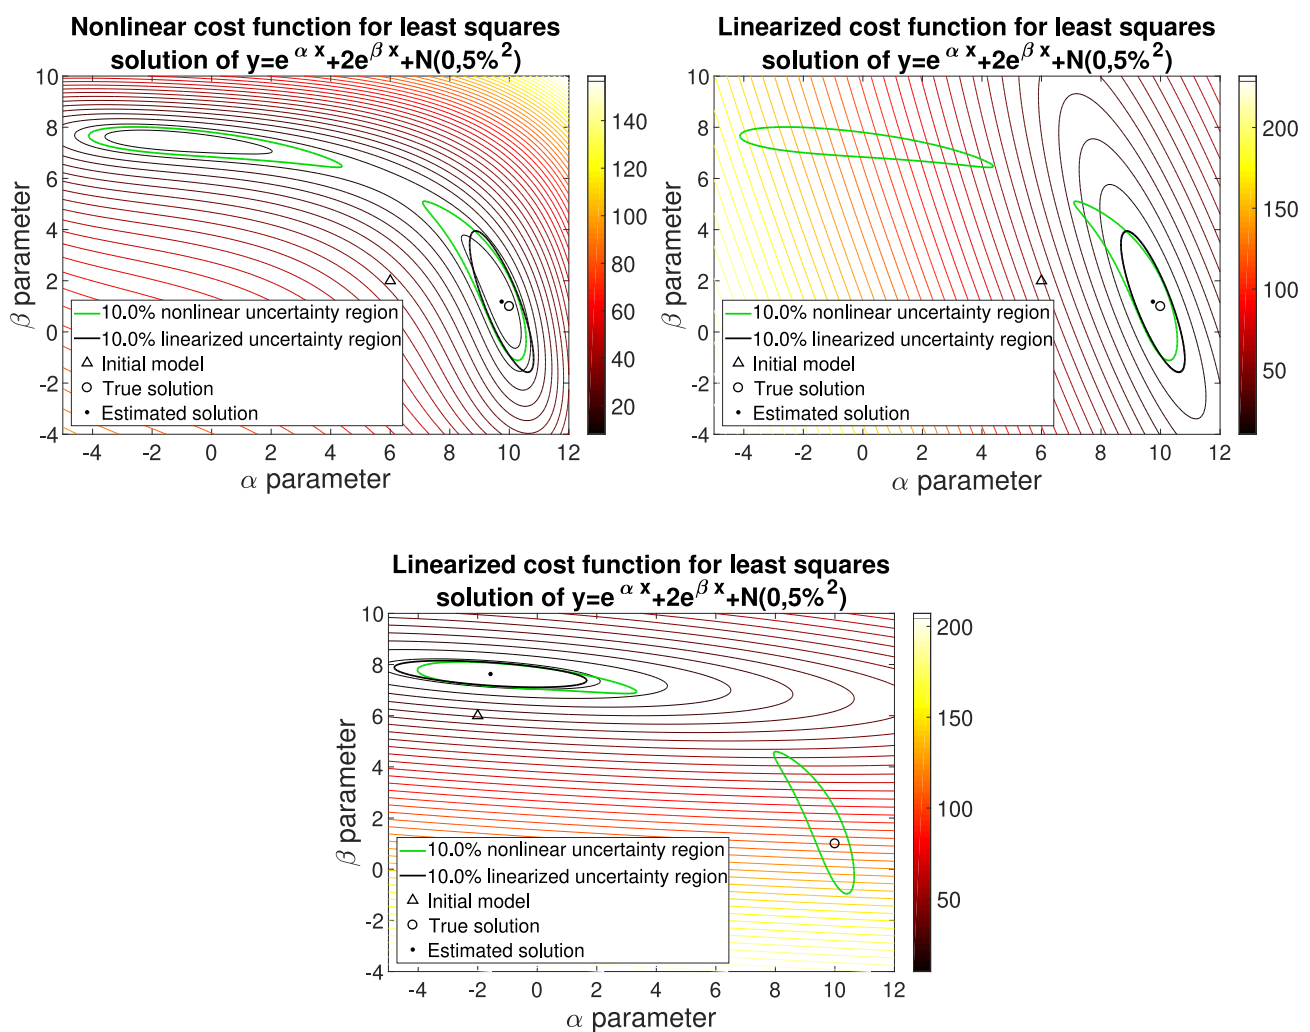 Nonlinear cost function for least squares
solution of y=e^{α x}+2e^{β x}+N(0,5%^2)
10
8
6
4
2
0
-2
-4
β parameter
-4 -2 0 2 4 6 8 10 12
α parameter
10.0% nonlinear uncertainty region
10.0% linearized uncertainty region
Initial model
True solution
Estimated solution
140
120
100
80
60
40
20
Linearized cost function for least squares
solution of y=e^{α x}+2e^{β x}+N(0,5%^2)
10
8
6
4
2
0
-2
-4
β parameter
-4 -2 0 2 4 6 8 10 12
α parameter
10.0% nonlinear uncertainty region
10.0% linearized uncertainty region
Initial model
True solution
Estimated solution
200
150
100
50
Linearized cost function for least squares
solution of y=e^{α x}+2e^{β x}+N(0,5%^2)
10
8
6
4
2
0
-2
-4
β parameter
-4 -2 0 2 4 6 8 10 12
α parameter
10.0% nonlinear uncertainty region
10.0% linearized uncertainty region
Initial model
True solution
Estimated solution
200
150
100
50